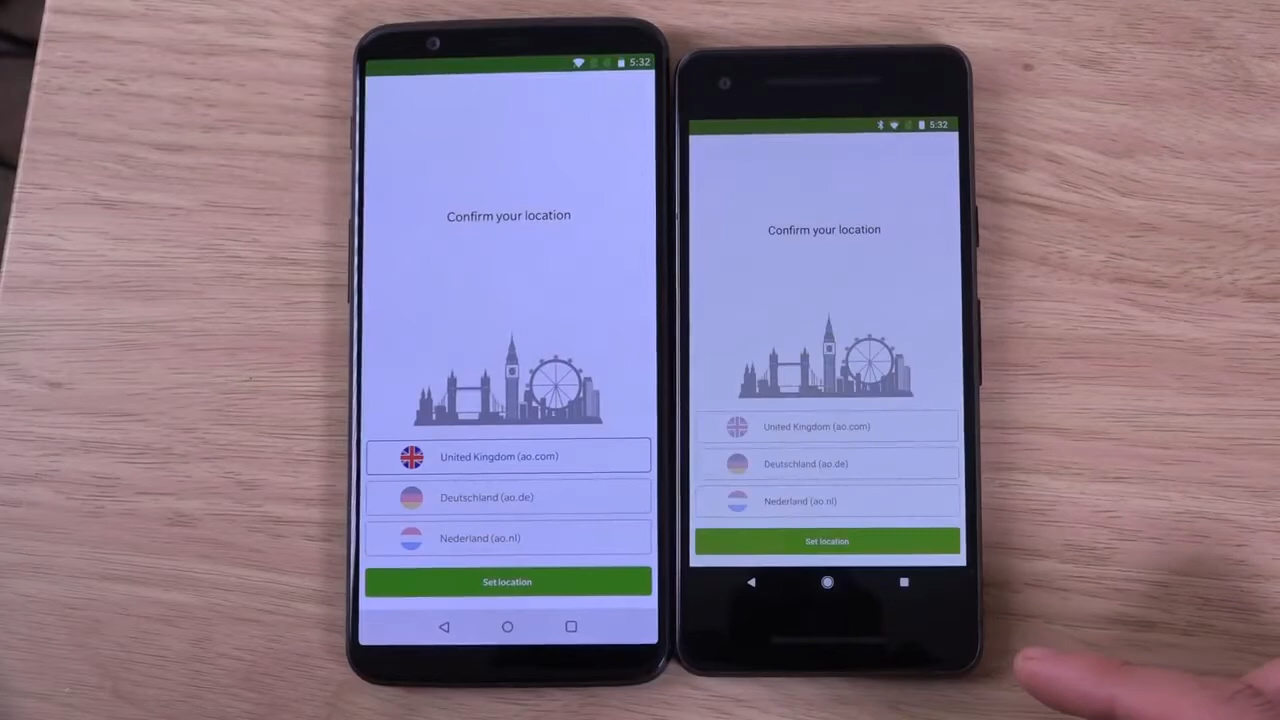 5:32
Confirm your location
United Kingdom (ao.com)
Deutschland (ao.de)
Nederland (ao.nl)
Set location
5:32
Confirm your location
United Kingdom (ao.com)
Deutschland (ao.de)
Nederland (ao.nl)
Set location